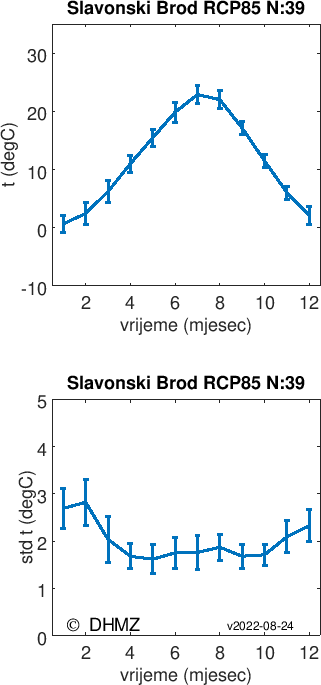 Slavonski Brod RCP85 N:39
30
20
10
0
-10
t (degC)
2 4 6 8 10 12
vrijeme (mjesec)
Slavonski Brod RCP85 N:39
5
4
3
2
1
0
std t (degC)
© DHMZ v2022-08-24
2 4 6 8 10 12
vrijeme (mjesec)